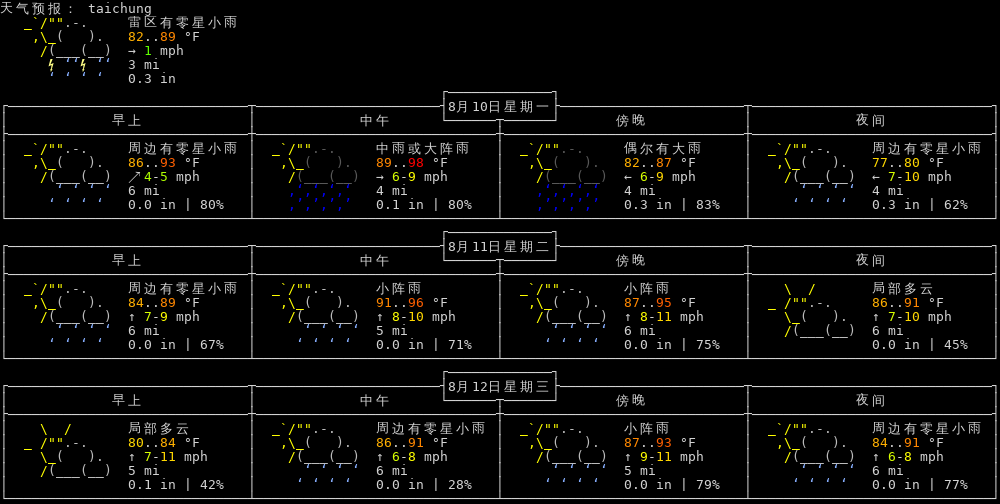 天气预报： taichung
雷区有零星小雨
82..89 °F
→ 1 mph
3 mi
0.3 in
8月10日星期一
早上 中午 傍晚 夜间
周边有零星小雨 中雨或大阵雨 偶尔有大雨 周边有零星小雨
86..93 °F 89..98 °F 82..87 °F 77..80 °F
↗ 4-5 mph → 6-9 mph ← 6-9 mph ← 7-10 mph
6 mi 4 mi 4 mi 4 mi
0.0 in | 80% 0.1 in | 80% 0.3 in | 83% 0.3 in | 62%
8月11日星期二
早上 中午 傍晚 夜间
周边有零星小雨 小阵雨 小阵雨 局部多云
84..89 °F 91..96 °F 87..95 °F 86..91 °F
↑ 7-9 mph ↑ 8-10 mph ↑ 8-11 mph ↑ 7-10 mph
6 mi 5 mi 6 mi 6 mi
0.0 in | 67% 0.0 in | 71% 0.0 in | 75% 0.0 in | 45%
8月12日星期三
早上 中午 傍晚 夜间
局部多云 周边有零星小雨 小阵雨 周边有零星小雨
80..84 °F 86..91 °F 87..93 °F 84..91 °F
↑ 7-11 mph ↑ 6-8 mph ↑ 9-11 mph ↑ 6-8 mph
5 mi 6 mi 5 mi 6 mi
0.1 in | 42% 0.0 in | 28% 0.0 in | 79% 0.0 in | 77%